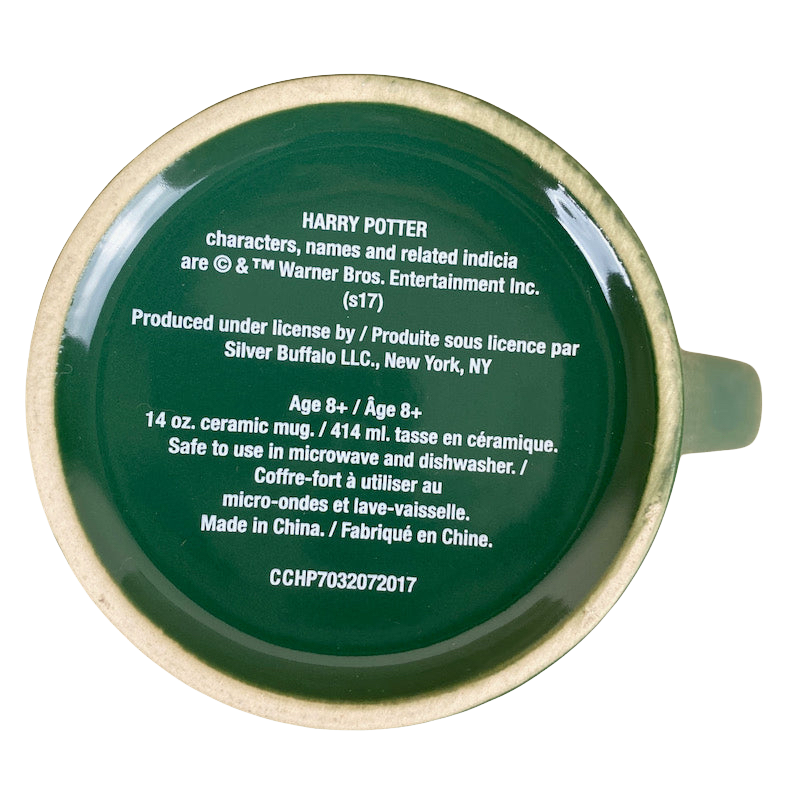 HARRY POTTER
characters, names and related indicia
are © & ™ Warner Bros. Entertainment Inc.
(s17)
Produced under license by / Produite sous licence par
Silver Buffalo LLC., New York, NY
Age 8+ / Âge 8+
14 oz. ceramic mug. / 414 ml. tasse en céramique.
Safe to use in microwave and dishwasher. /
Coffre-fort à utiliser au
micro-ondes et lave-vaisselle.
Made in China. / Fabriqué en Chine.
CCHP7032072017